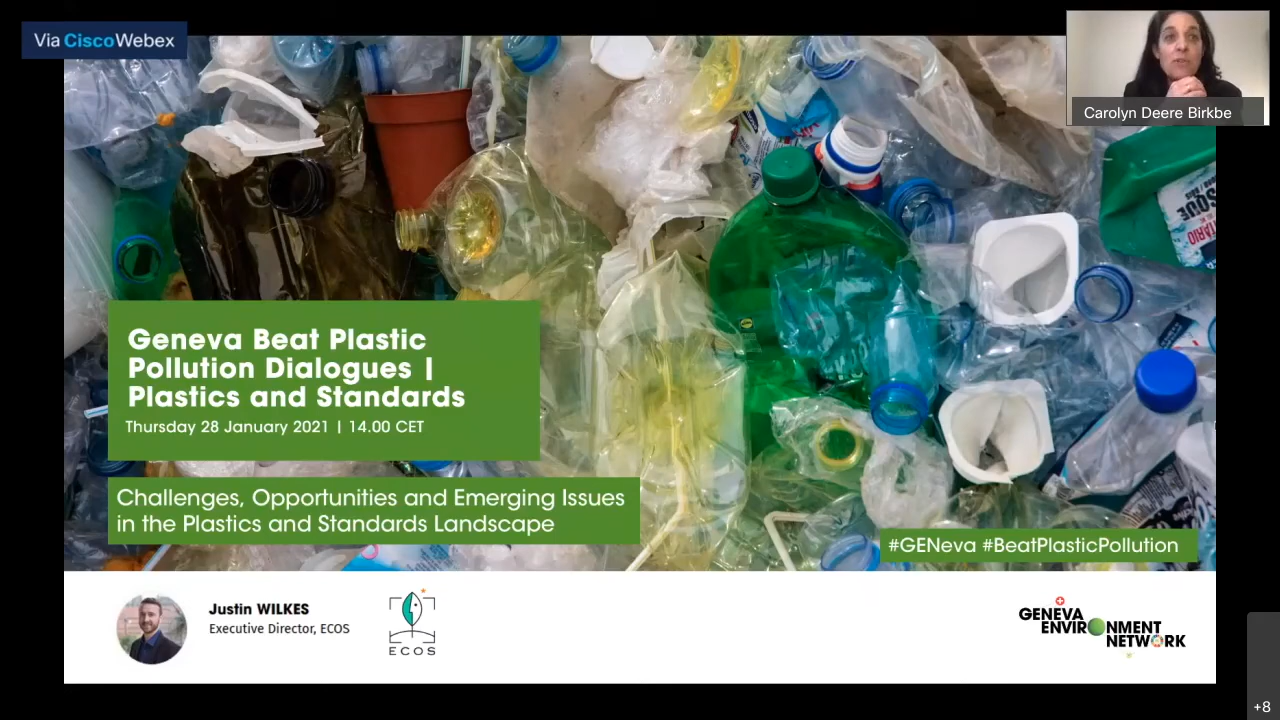 Via Cisco Webex
Carolyn Deere Birkbe
Geneva Beat Plastic
Pollution Dialogues |
Plastics and Standards
Thursday 28 January 2021 | 14.00 CET
Challenges, Opportunities and Emerging Issues
in the Plastics and Standards Landscape
#GENeva #BeatPlasticPollution
Justin WILKES
Executive Director, ECOS
ECOS
GENEVA
ENVIRONMENT
NETWORK
+8